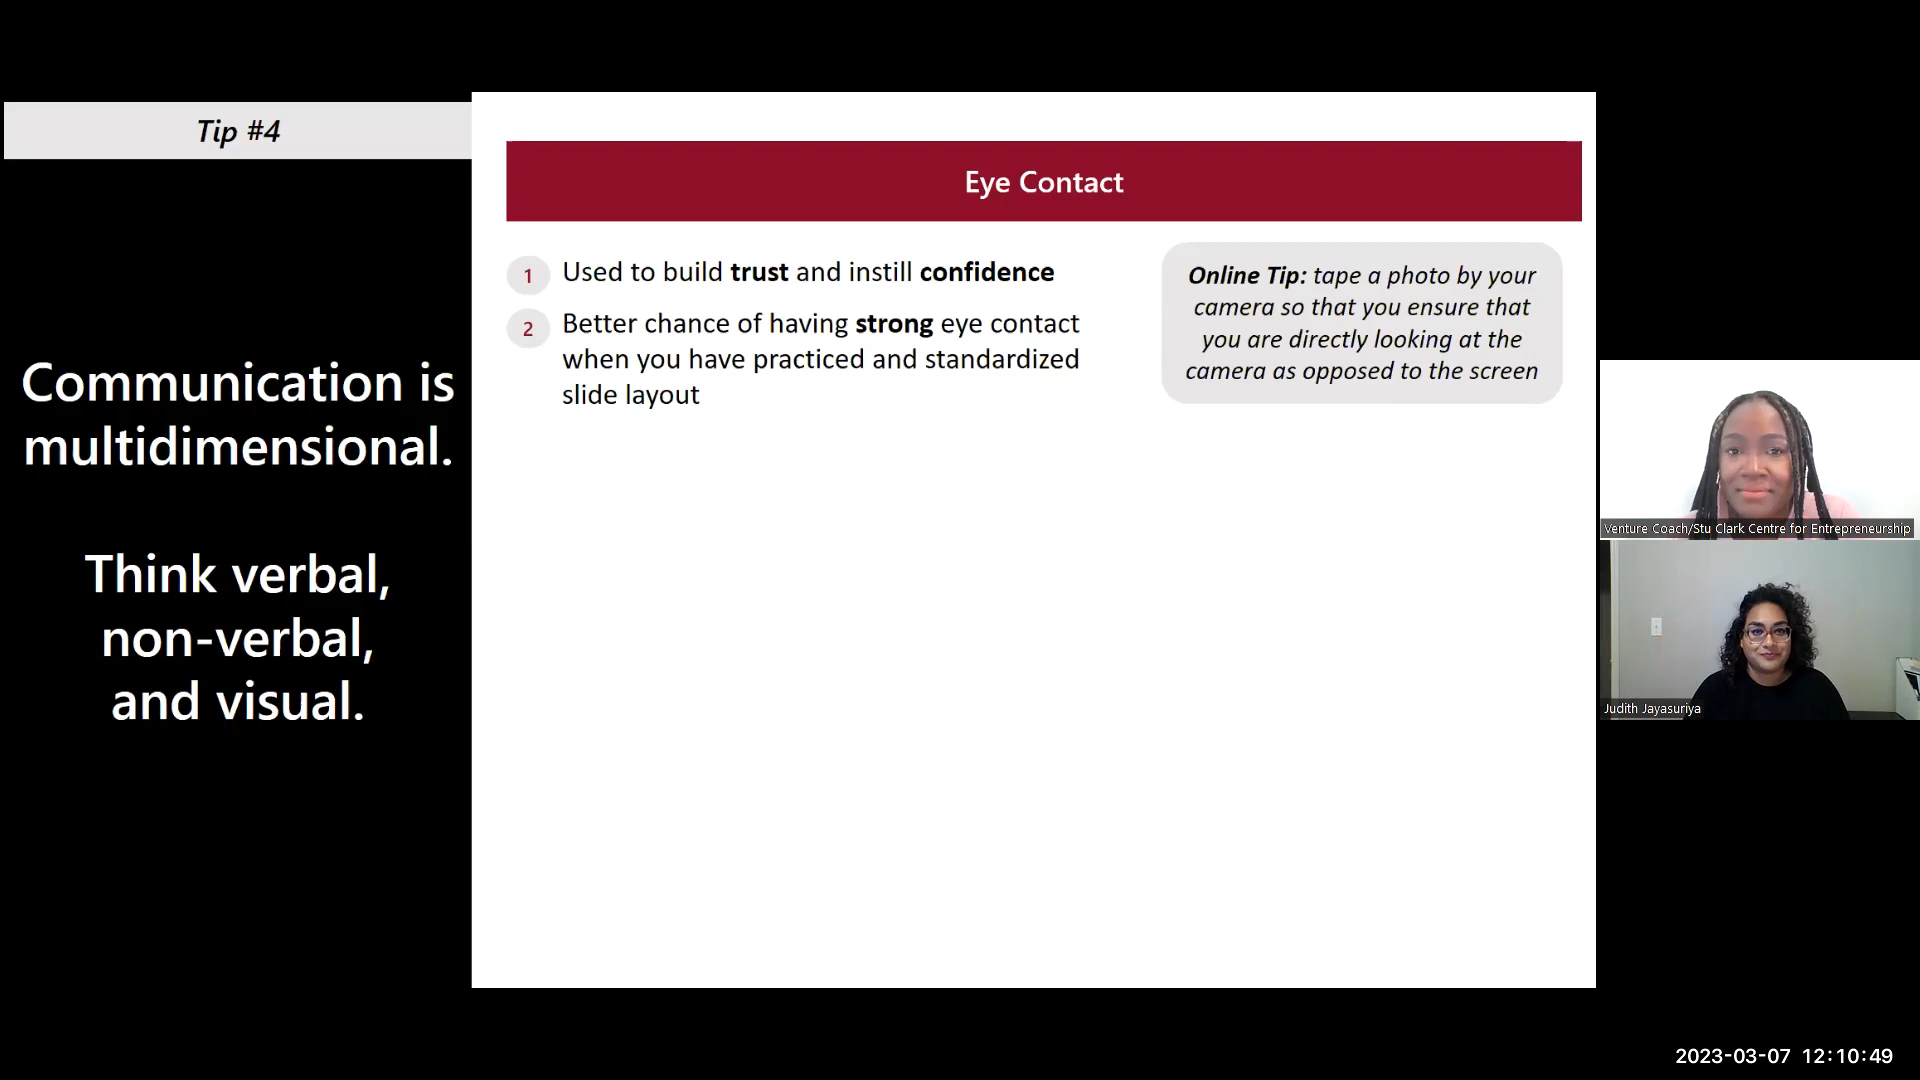 Tip #4
Communication is
multidimensional.
Think verbal,
non-verbal,
and visual.
Eye Contact
1 Used to build trust and instill confidence
2 Better chance of having strong eye contact
when you have practiced and standardized
slide layout
Online Tip: tape a photo by your
camera so that you ensure that
you are directly looking at the
camera as opposed to the screen
Venture Coach/Stu Clark Centre for Entrepreneurship
Judith Jayasuriya
2023-03-07 12:10:49